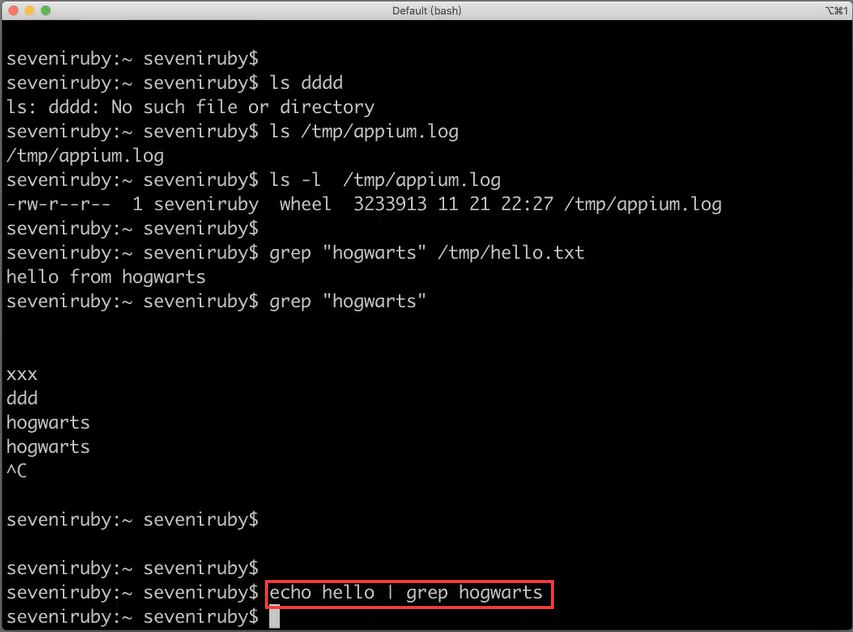 Default (bash)
⌥⌘1
seveniruby:~ seveniruby$
seveniruby:~ seveniruby$ ls dddd
ls: dddd: No such file or directory
seveniruby:~ seveniruby$ ls /tmp/appium.log
/tmp/appium.log
seveniruby:~ seveniruby$ ls -l  /tmp/appium.log
-rw-r--r--  1 seveniruby  wheel  3233913 11 21 22:27 /tmp/appium.log
seveniruby:~ seveniruby$
seveniruby:~ seveniruby$ grep "hogwarts" /tmp/hello.txt
hello from hogwarts
seveniruby:~ seveniruby$ grep "hogwarts"
xxx
ddd
hogwarts
hogwarts
^C
seveniruby:~ seveniruby$
seveniruby:~ seveniruby$
seveniruby:~ seveniruby$ echo hello | grep hogwarts
seveniruby:~ seveniruby$